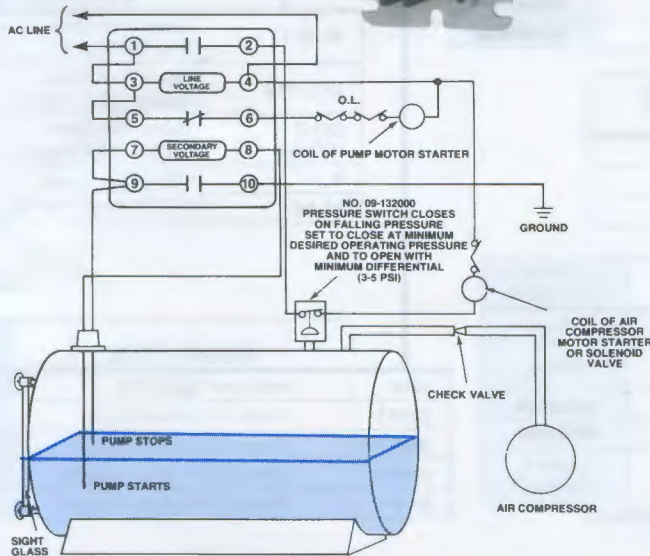 AC LINE
1 2
3 LINE VOLTAGE 4
5 6
7 SECONDARY VOLTAGE 8
9 10
O.L.
COIL OF PUMP MOTOR STARTER
NO. 09-132000
PRESSURE SWITCH CLOSES
ON FALLING PRESSURE
SET TO CLOSE AT MINIMUM
DESIRED OPERATING PRESSURE
AND TO OPEN WITH
MINIMUM DIFFERENTIAL
(3-5 PSI)
GROUND
COIL OF AIR
COMPRESSOR
MOTOR STARTER
OR SOLENOID
VALVE
CHECK VALVE
PUMP STOPS
PUMP STARTS
SIGHT
GLASS
AIR COMPRESSOR